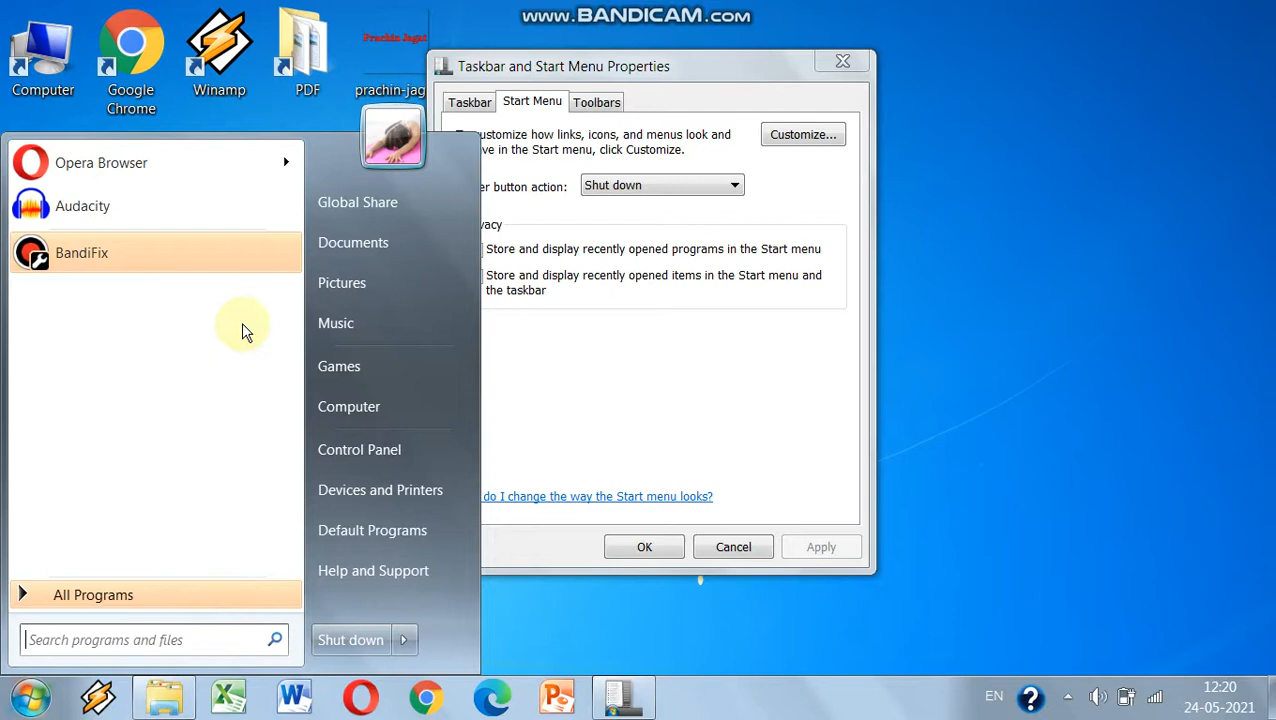 www.BANDICAM.com
Computer
Google
Chrome
Winamp
PDF
Prachin Jagat
prachin-jag
Taskbar and Start Menu Properties
Taskbar
Start Menu
Toolbars
customize how links, icons, and menus look and
ve in the Start menu, click Customize.
Customize...
er button action:
Shut down
vacy
Store and display recently opened programs in the Start menu
Store and display recently opened items in the Start menu and
the taskbar
do I change the way the Start menu looks?
OK
Cancel
Apply
Opera Browser
Audacity
BandiFix
All Programs
Search programs and files
Global Share
Documents
Pictures
Music
Games
Computer
Control Panel
Devices and Printers
Default Programs
Help and Support
Shut down
EN
12:20
24-05-2021